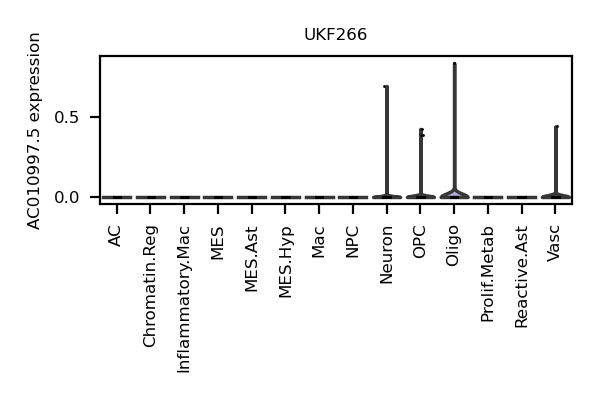 UKF266
AC010997.5 expression
0.5
0.0
AC
Chromatin.Reg
Inflammatory.Mac
MES
MES.Ast
MES.Hyp
Mac
NPC
Neuron
OPC
Oligo
Prolif.Metab
Reactive.Ast
Vasc